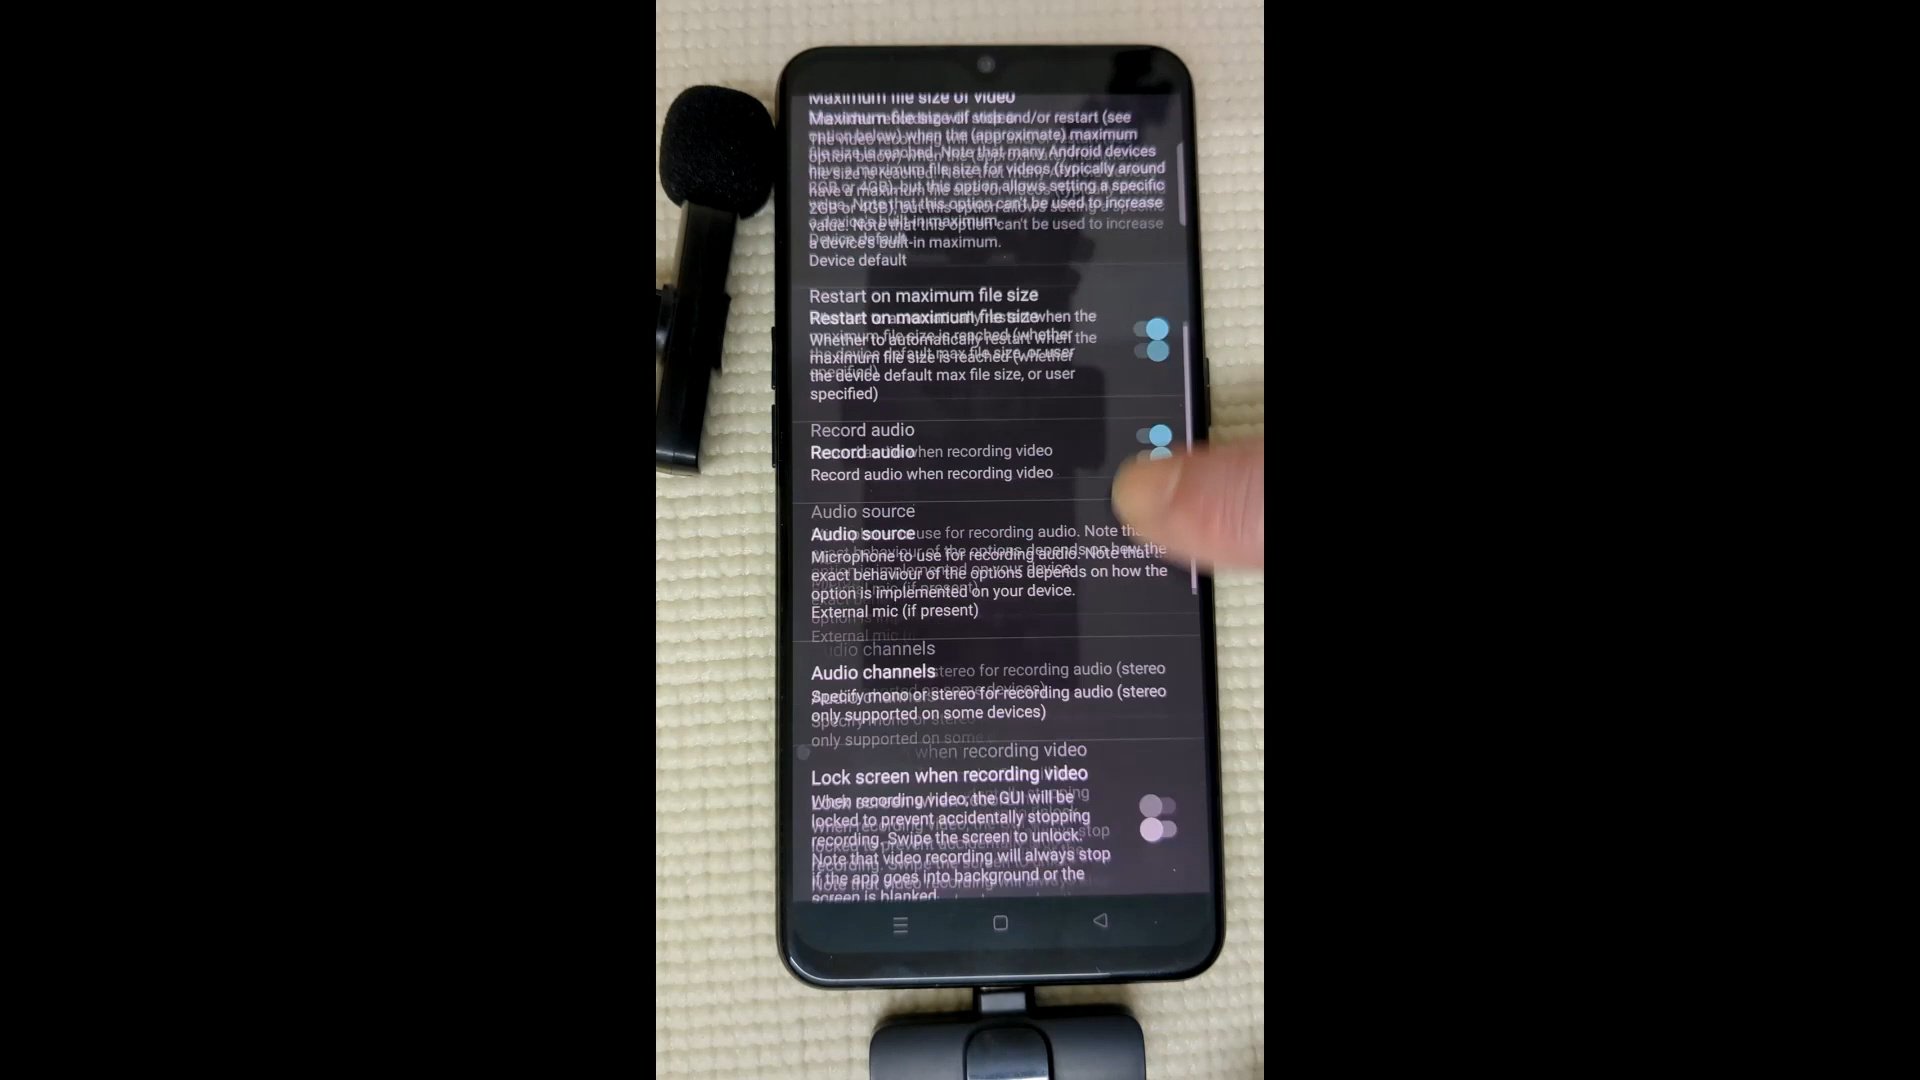 Maximum file size of video
The video recording will stop and/or restart (see
option below) when the (approximate) maximum
file size is reached. Note that many Android devices
have a maximum file size for videos (typically around
2GB or 4GB), but this option allows setting a specific
value. Note that this option can't be used to increase
a device's built-in maximum.
Device default
Restart on maximum file size
Whether to automatically restart when the
maximum file size is reached (whether
the device default max file size, or user
specified)
Record audio
Record audio when recording video
Audio source
Microphone to use for recording audio. Note that
exact behaviour of the options depends on how the
option is implemented on your device.
External mic (if present)
Audio channels
Specify mono or stereo for recording audio (stereo
only supported on some devices)
Lock screen when recording video
When recording video, the GUI will be
locked to prevent accidentally stopping
recording. Swipe the screen to unlock.
Note that video recording will always stop
if the app goes into background or the
screen is blanked